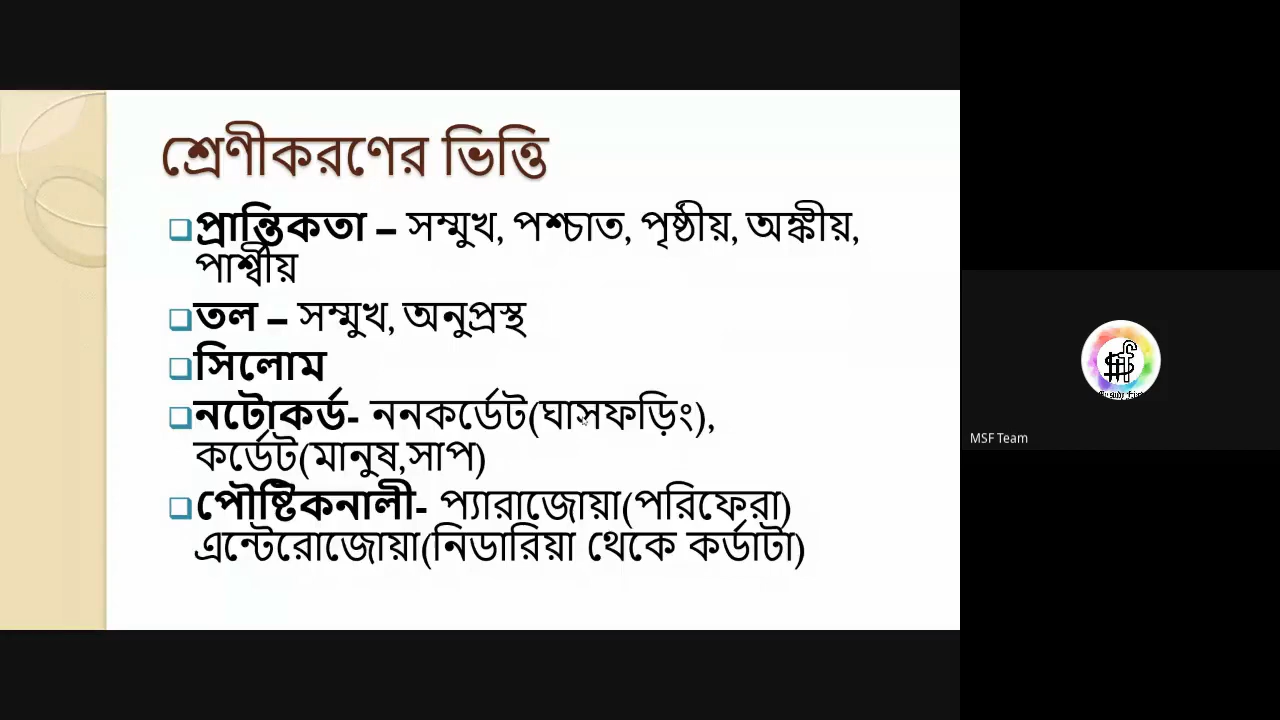 শ্রেণীকরণের ভিত্তি
প্রান্তিকতা – সম্মুখ, পশ্চাত, পৃষ্ঠীয়, অঙ্কীয়,
পার্শ্বীয়
তল – সম্মুখ, অনুপ্রস্থ
সিলোম
নটোকর্ড- ননকর্ডেট(ঘাসফড়িং),
কর্ডেট(মানুষ,সাপ)
পৌষ্টিকনালী- প্যারাজোয়া(পরিফেরা)
এন্টেরোজোয়া(নিডারিয়া থেকে কর্ডাটা)
MSF Team